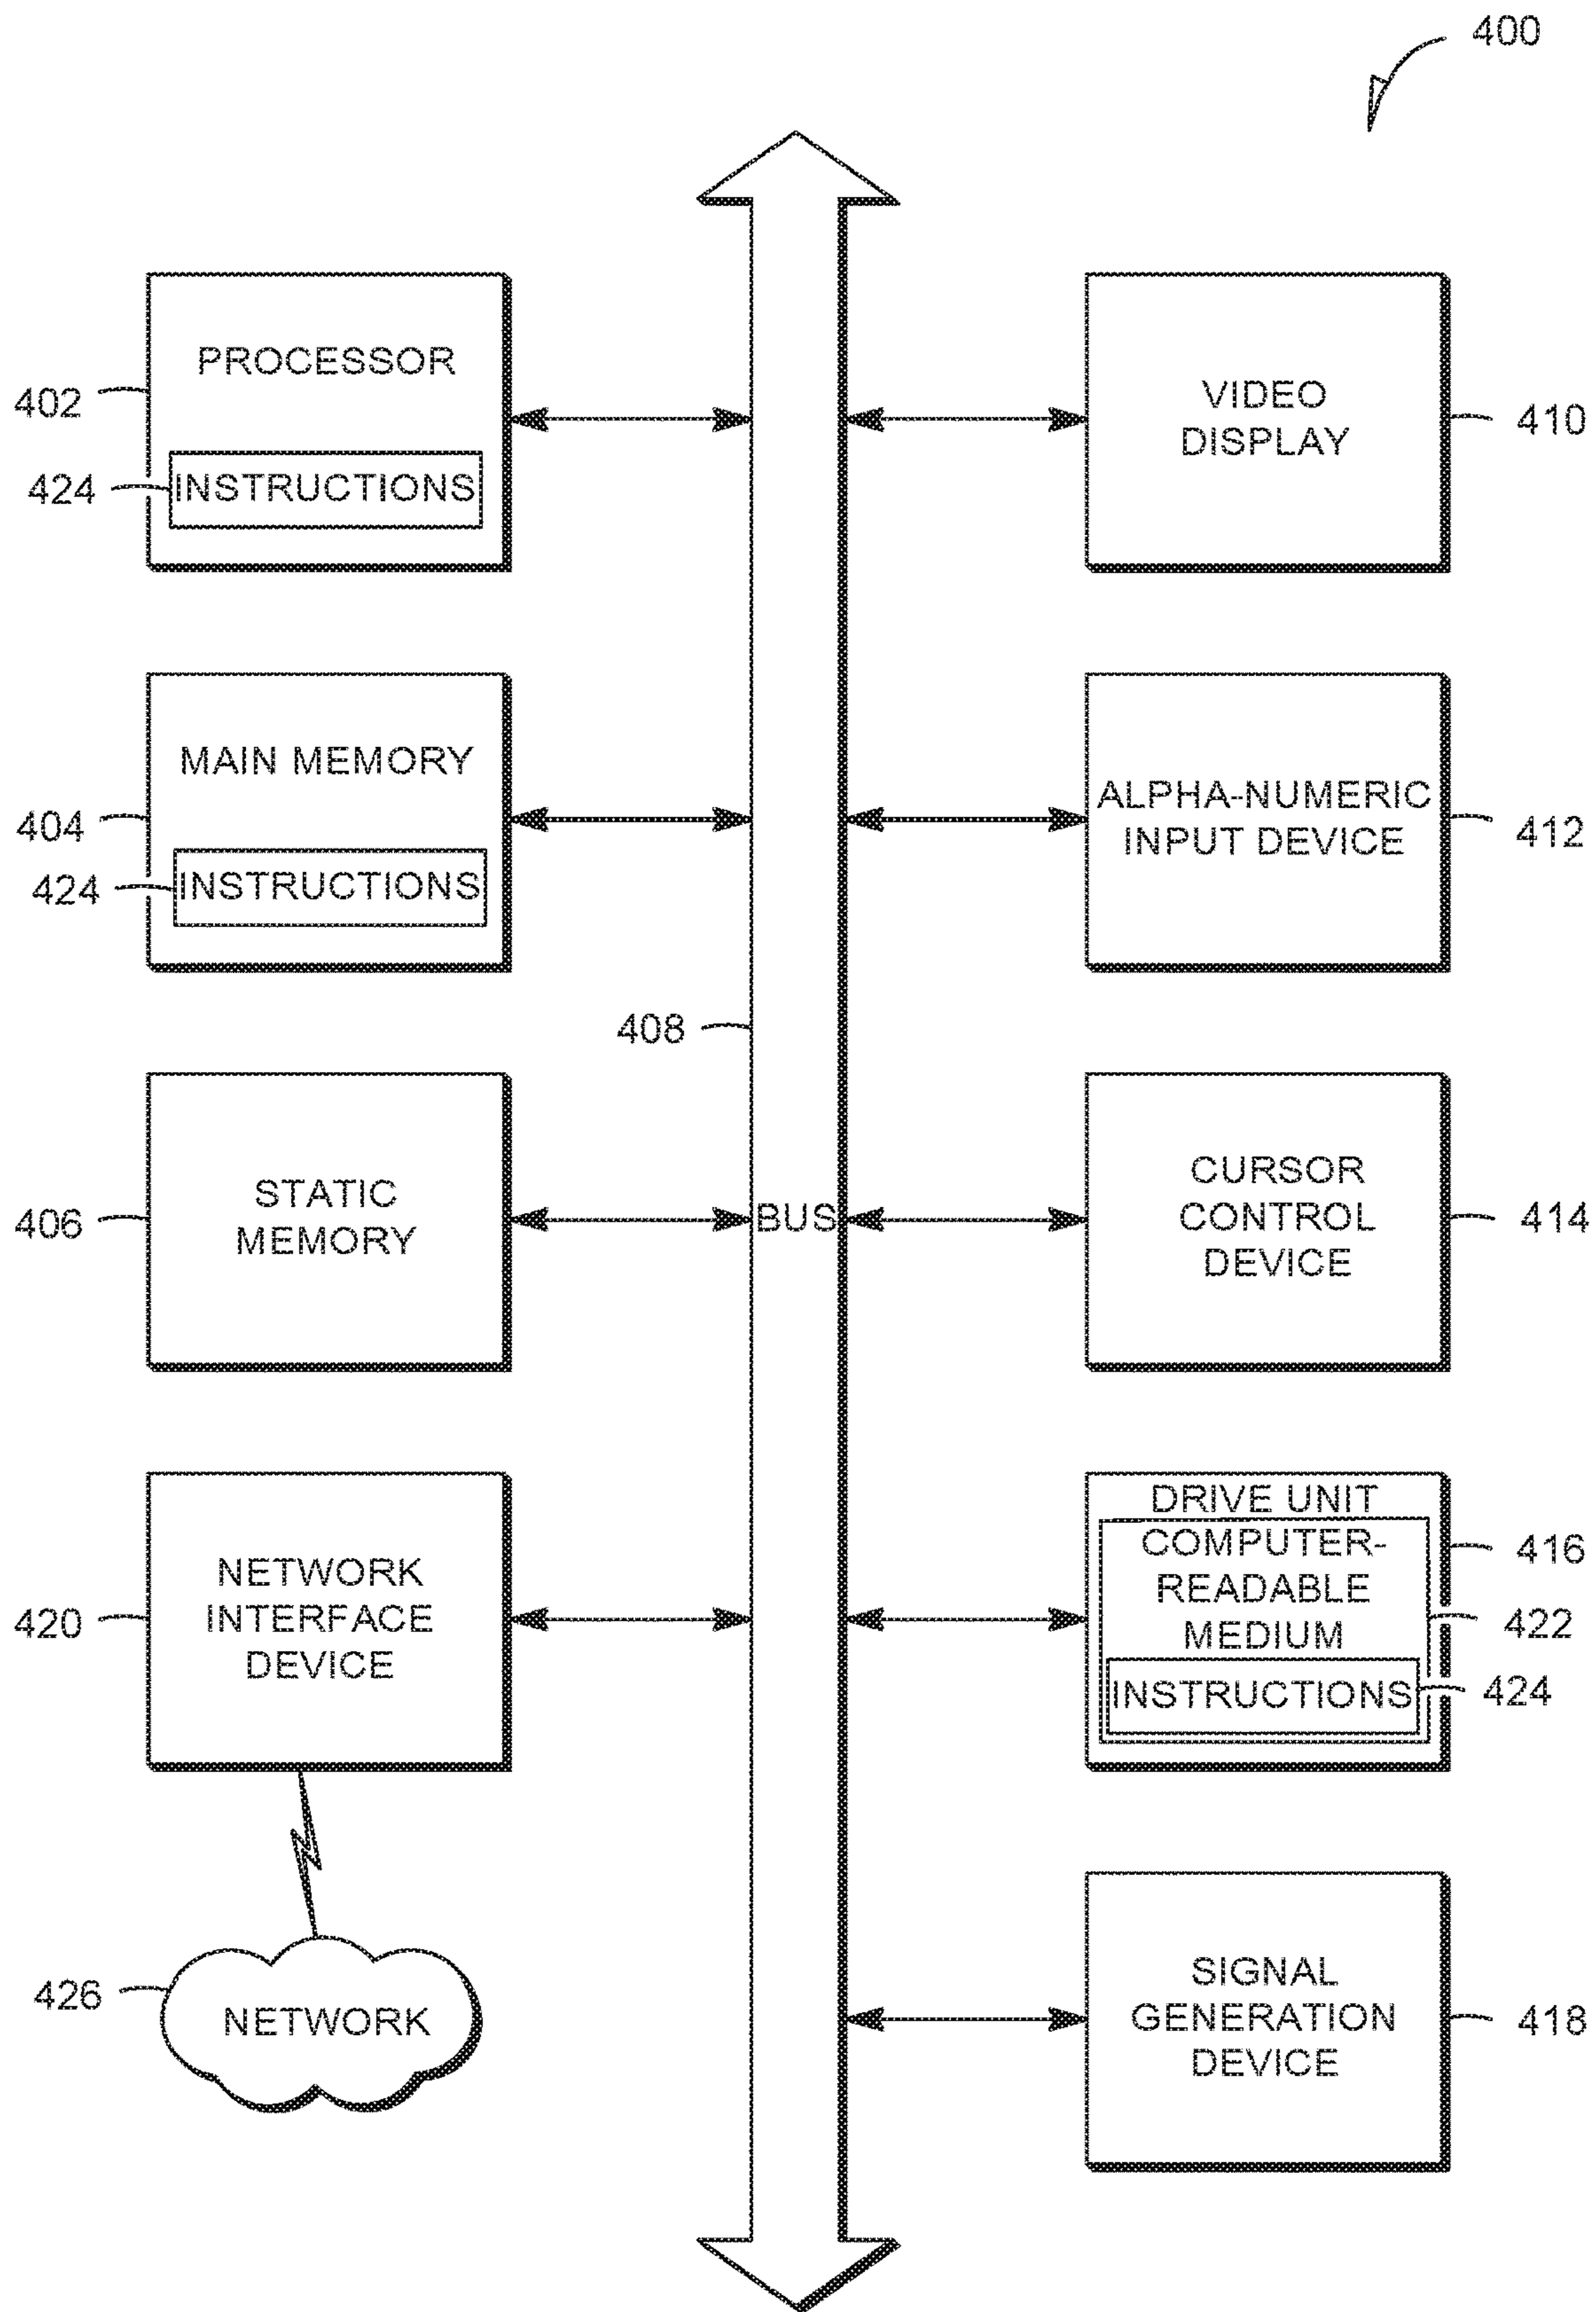 400
PROCESSOR
402
424
INSTRUCTIONS
VIDEO
DISPLAY
410
MAIN MEMORY
404
424
INSTRUCTIONS
ALPHA-NUMERIC
INPUT DEVICE
412
408
STATIC
MEMORY
406
BUS
CURSOR
CONTROL
DEVICE
414
NETWORK
INTERFACE
DEVICE
420
DRIVE UNIT
COMPUTER-
READABLE
MEDIUM
INSTRUCTIONS
416
422
424
426
NETWORK
SIGNAL
GENERATION
DEVICE
418